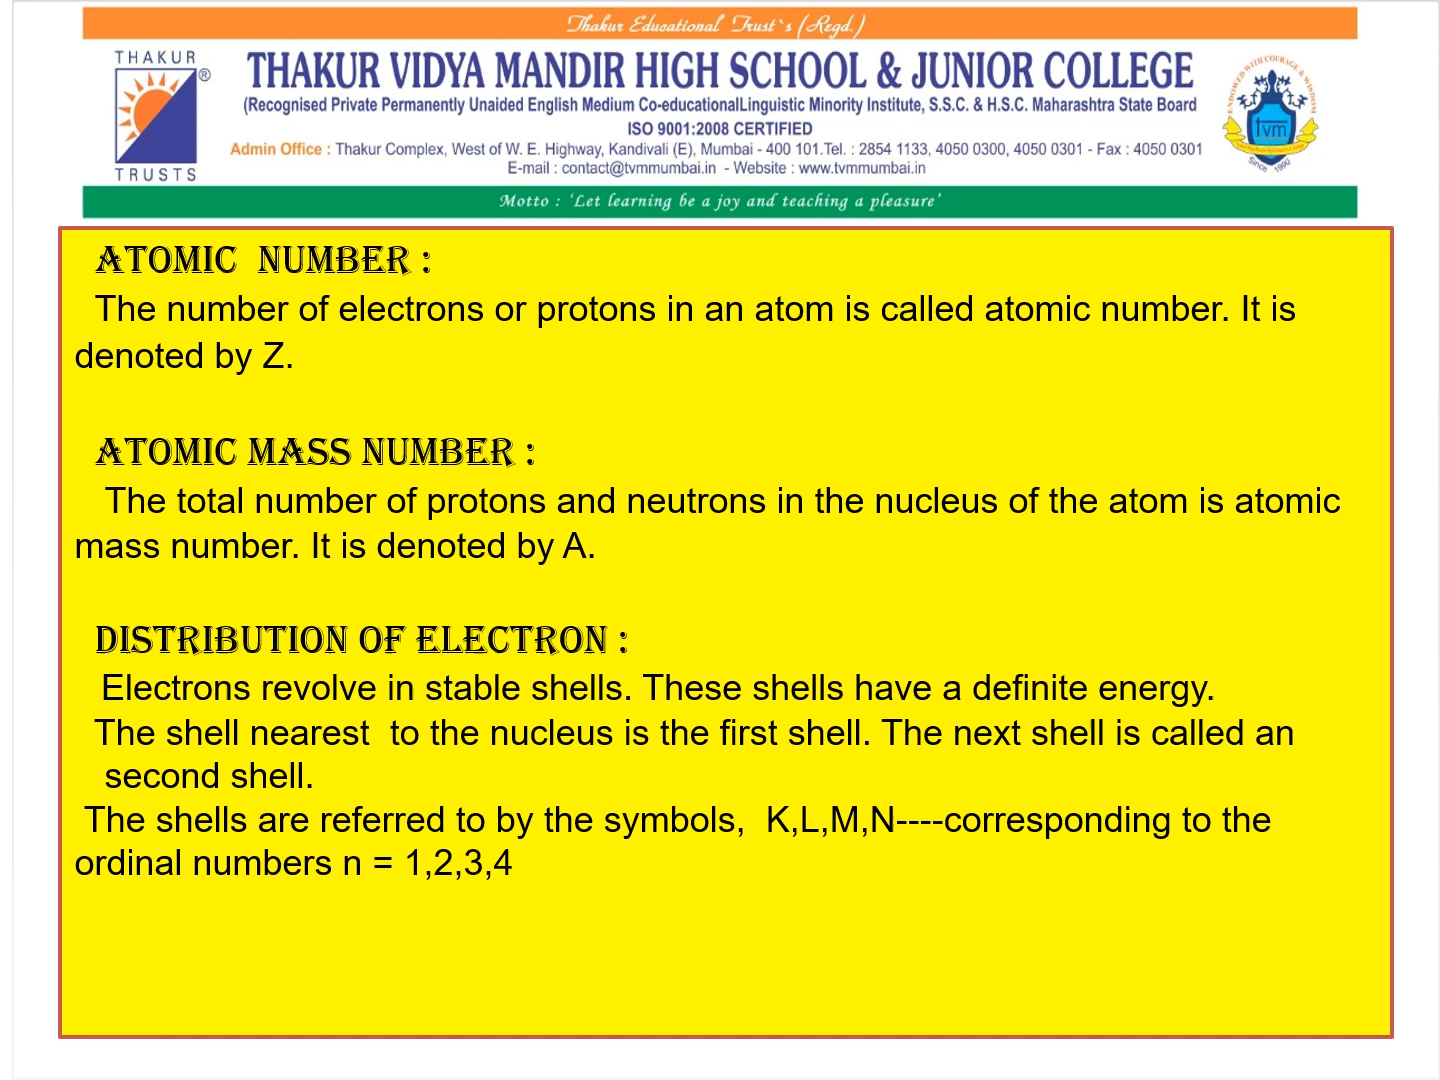 Thakur Educational Trust`s (Regd.)
THAKUR
TRUSTS
®
THAKUR VIDYA MANDIR HIGH SCHOOL & JUNIOR COLLEGE
(Recognised Private Permanently Unaided English Medium Co-educationalLinguistic Minority Institute, S.S.C. & H.S.C. Maharashtra State Board
ISO 9001:2008 CERTIFIED
Admin Office : Thakur Complex, West of W. E. Highway, Kandivali (E), Mumbai - 400 101.Tel. : 2854 1133, 4050 0300, 4050 0301 - Fax : 4050 0301
E-mail : contact@tvmmumbai.in - Website : www.tvmmumbai.in
ENDOWED WITH COURAGE & WISDOM
tvm
Since 1990
Motto : ‘Let learning be a joy and teaching a pleasure’
ATOMIC NUMBER :
The number of electrons or protons in an atom is called atomic number. It is
denoted by Z.
ATOMIC MASS NUMBER :
The total number of protons and neutrons in the nucleus of the atom is atomic
mass number. It is denoted by A.
DISTRIBUTION OF ELECTRON :
Electrons revolve in stable shells. These shells have a definite energy.
The shell nearest to the nucleus is the first shell. The next shell is called an
second shell.
The shells are referred to by the symbols, K,L,M,N----corresponding to the
ordinal numbers n = 1,2,3,4